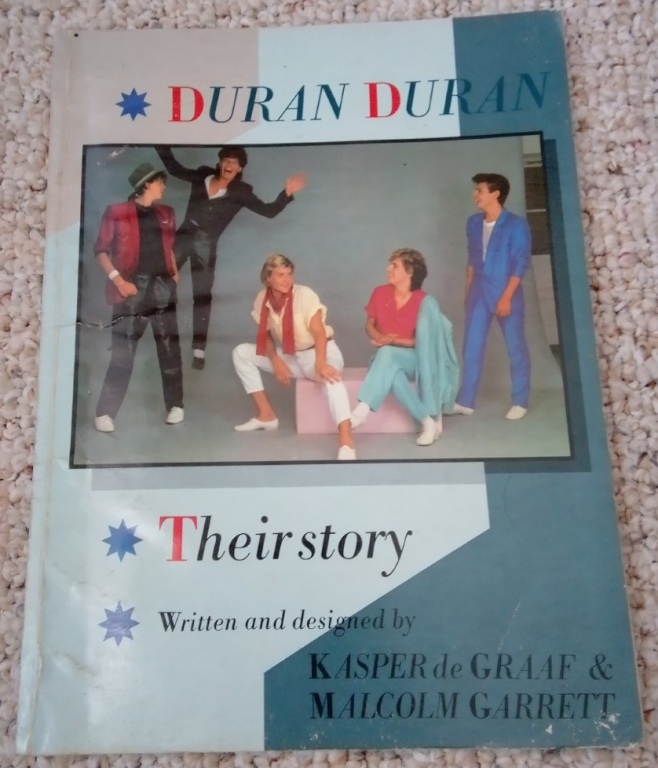 DURAN DURAN
Their story
Written and designed by
KASPER de GRAAF &
MALCOLM GARRETT